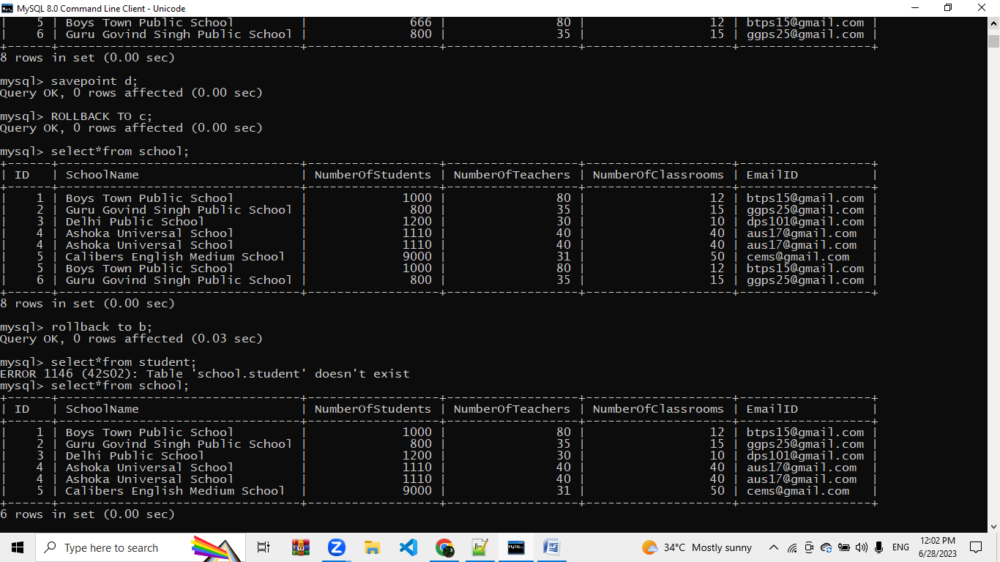 MySQL 8.0 Command Line Client - Unicode
|    5 | Boys Town Public School         |              666 |               80 |                 12 | btps15@gmail.com |
|    6 | Guru Govind Singh Public School |              800 |               35 |                 15 | ggps25@gmail.com |
+------+---------------------------------+------------------+------------------+--------------------+------------------+
8 rows in set (0.00 sec)
mysql> savepoint d;
Query OK, 0 rows affected (0.00 sec)
mysql> ROLLBACK TO c;
Query OK, 0 rows affected (0.00 sec)
mysql> select*from school;
+------+---------------------------------+------------------+------------------+--------------------+------------------+
| ID   | SchoolName                      | NumberOfStudents | NumberOfTeachers | NumberOfClassrooms | EmailID          |
+------+---------------------------------+------------------+------------------+--------------------+------------------+
|    1 | Boys Town Public School         |             1000 |               80 |                 12 | btps15@gmail.com |
|    2 | Guru Govind Singh Public School |              800 |               35 |                 15 | ggps25@gmail.com |
|    3 | Delhi Public School             |             1200 |               30 |                 10 | dps101@gmail.com |
|    4 | Ashoka Universal School         |             1110 |               40 |                 40 | aus17@gmail.com  |
|    4 | Ashoka Universal School         |             1110 |               40 |                 40 | aus17@gmail.com  |
|    5 | Calibers English Medium School  |             9000 |               31 |                 50 | cems@gmail.com   |
|    5 | Boys Town Public School         |             1000 |               80 |                 12 | btps15@gmail.com |
|    6 | Guru Govind Singh Public School |              800 |               35 |                 15 | ggps25@gmail.com |
+------+---------------------------------+------------------+------------------+--------------------+------------------+
8 rows in set (0.00 sec)
mysql> rollback to b;
Query OK, 0 rows affected (0.03 sec)
mysql> select*from student;
ERROR 1146 (42S02): Table 'school.student' doesn't exist
mysql> select*from school;
+------+---------------------------------+------------------+------------------+--------------------+------------------+
| ID   | SchoolName                      | NumberOfStudents | NumberOfTeachers | NumberOfClassrooms | EmailID          |
+------+---------------------------------+------------------+------------------+--------------------+------------------+
|    1 | Boys Town Public School         |             1000 |               80 |                 12 | btps15@gmail.com |
|    2 | Guru Govind Singh Public School |              800 |               35 |                 15 | ggps25@gmail.com |
|    3 | Delhi Public School             |             1200 |               30 |                 10 | dps101@gmail.com |
|    4 | Ashoka Universal School         |             1110 |               40 |                 40 | aus17@gmail.com  |
|    4 | Ashoka Universal School         |             1110 |               40 |                 40 | aus17@gmail.com  |
|    5 | Calibers English Medium School  |             9000 |               31 |                 50 | cems@gmail.com   |
+------+---------------------------------+------------------+------------------+--------------------+------------------+
6 rows in set (0.00 sec)
Type here to search
34°C Mostly sunny
ENG
12:02 PM
6/28/2023